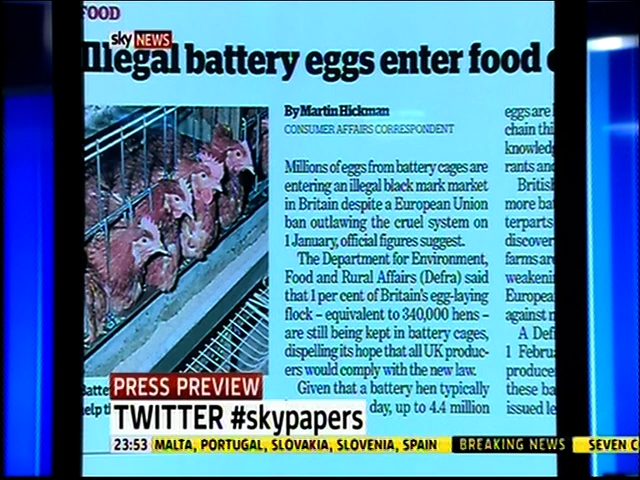 FOOD
sky NEWS
Illegal battery eggs enter food
By Martin Hickman
CONSUMER AFFAIRS CORRESPONDENT
Millions of eggs from battery cages are
entering an illegal black mark market
in Britain despite a European Union
ban outlawing the cruel system on
1 January, official figures suggest.
The Department for Environment,
Food and Rural Affairs (Defra) said
that 1 per cent of Britain's egg-laying
flock – equivalent to 340,000 hens –
are still being kept in battery cages,
dispelling its hope that all UK produc-
ers would comply with the new law.
Given that a battery hen typically
day, up to 4.4 million
eggs are
chain thi
knowled
rants and
British
more bat
terparts
discover
farms are
weakenin
European
against n
A Defi
1 Februa
produce
these ba
issued le
PRESS PREVIEW
TWITTER #skypapers
23:53 MALTA, PORTUGAL, SLOVAKIA, SLOVENIA, SPAIN BREAKING NEWS SEVEN C